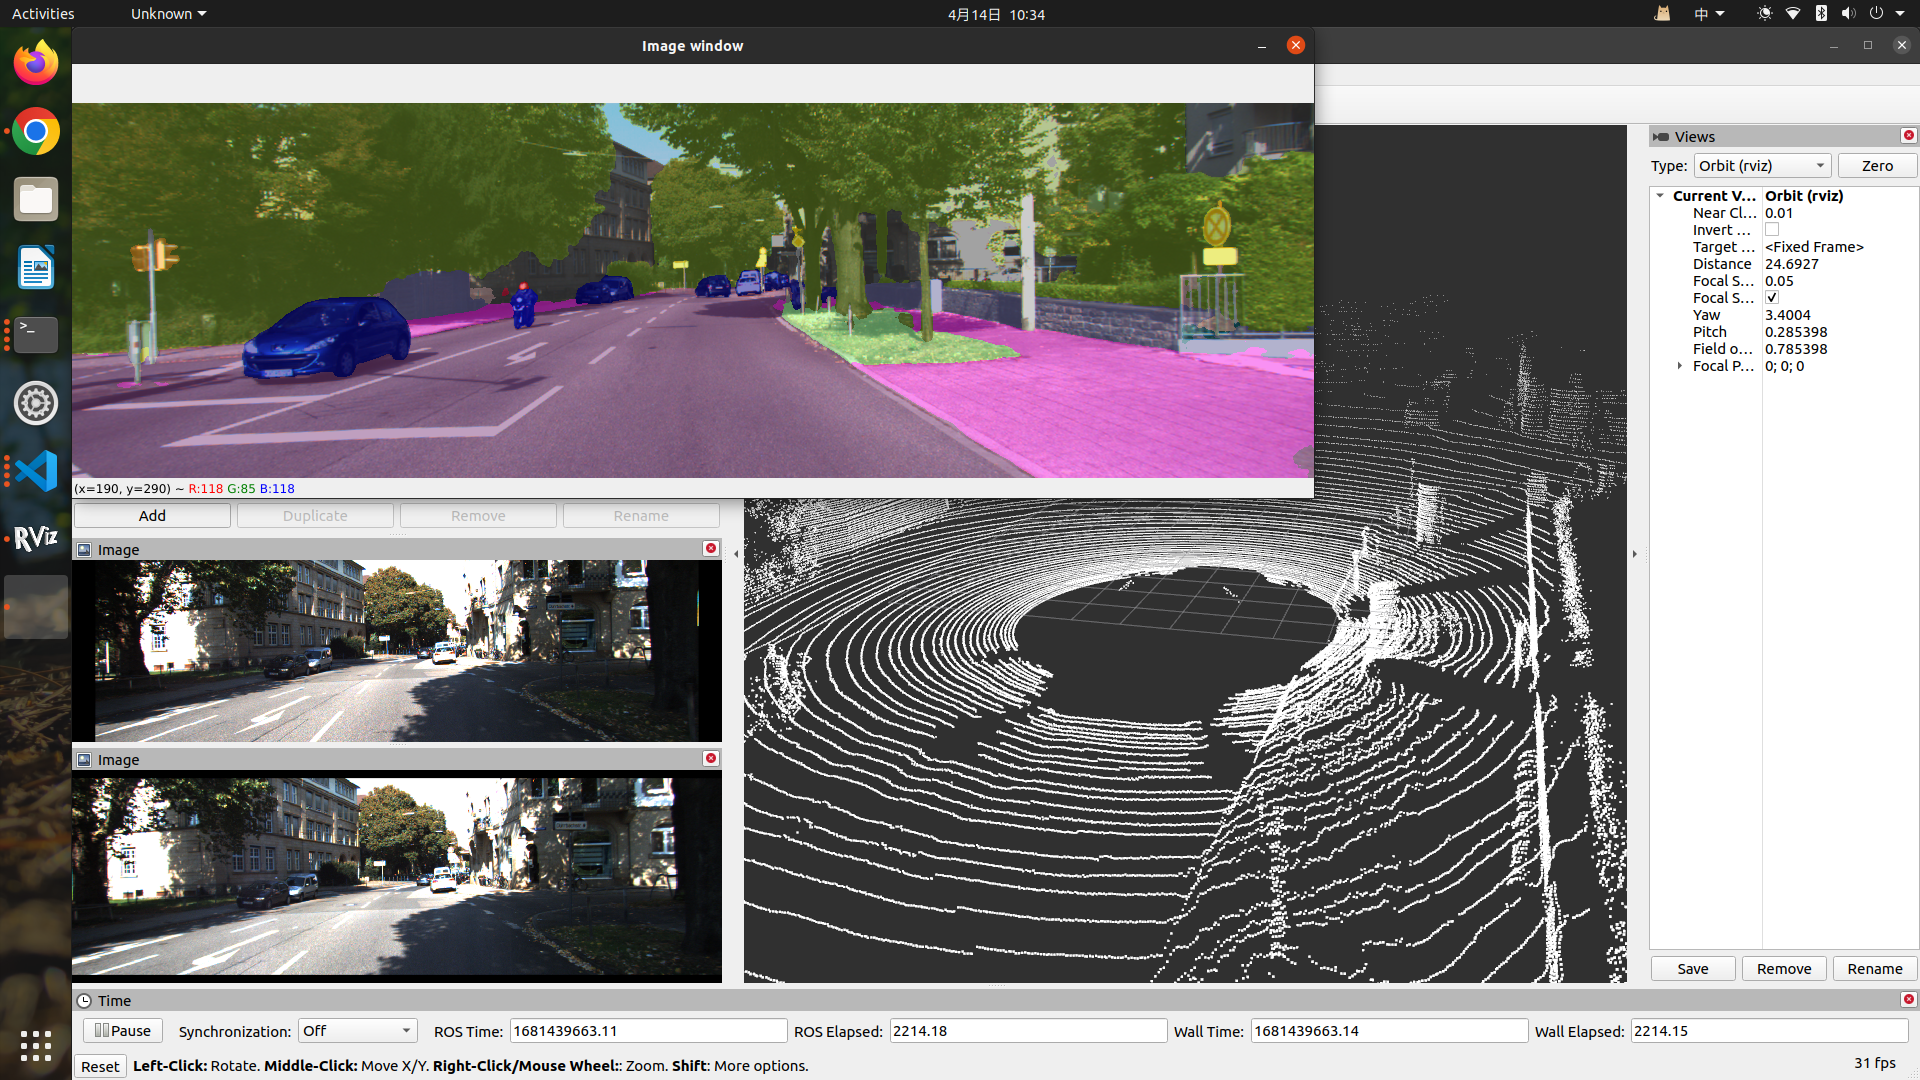 Activities
Unknown
4月14日 10:34
中
Image window
(x=190, y=290) ~ R:118 G:85 B:118
Add
Duplicate
Remove
Rename
Image
Image
Views
Type:
Orbit (rviz)
Zero
Current V... Orbit (rviz)
Near Cl... 0.01
Invert ...
Target ... <Fixed Frame>
Distance 24.6927
Focal S... 0.05
Focal S...
Yaw 3.4004
Pitch 0.285398
Field o... 0.785398
Focal P... 0; 0; 0
Save
Remove
Rename
RViz
Time
Pause
Synchronization: Off
ROS Time: 1681439663.11
ROS Elapsed: 2214.18
Wall Time: 1681439663.14
Wall Elapsed: 2214.15
Reset
Left-Click: Rotate. Middle-Click: Move X/Y. Right-Click/Mouse Wheel:: Zoom. Shift: More options.
31 fps